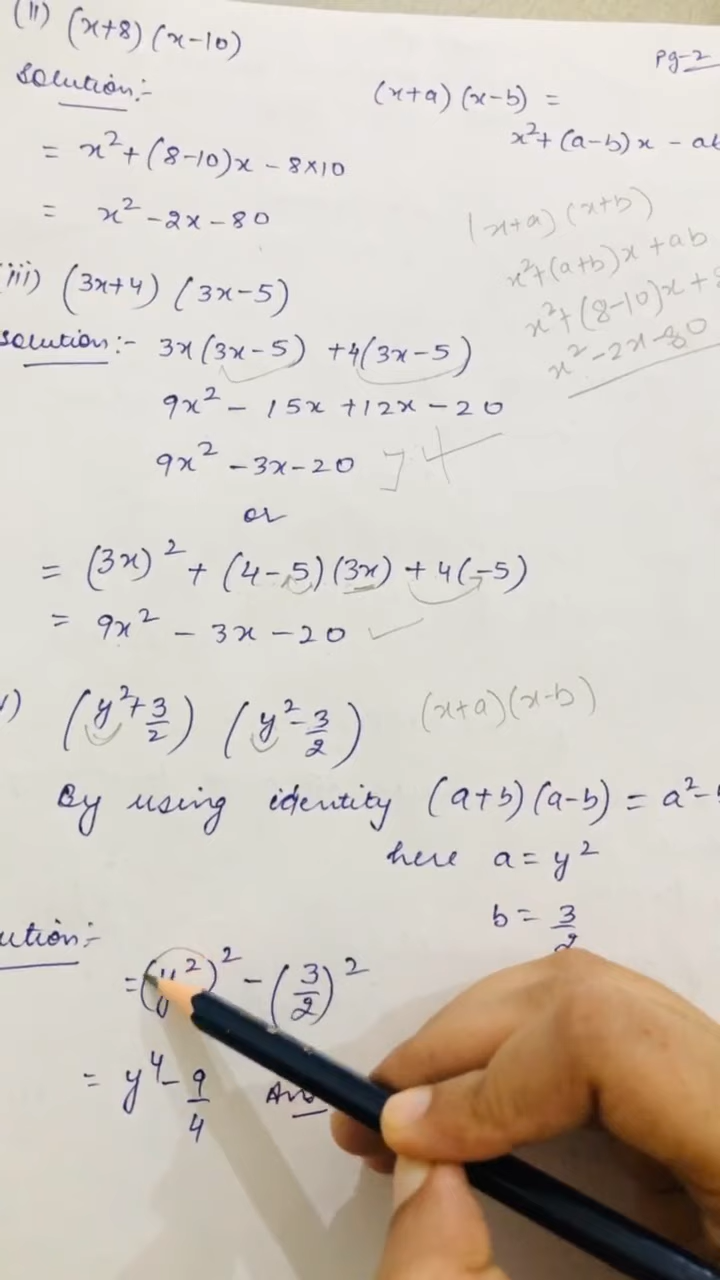 (ii) (x+8) (x-10)
Pg-2
Solution:-
(x+a) (x-b) =
x²+(a-b)x - ab
= x²+(8-10)x - 8×10
= x² -2x-80
(x+a) (x+b)
x²+(a+b)x +ab
x²+(8-10)x +
x²-2x-80
iii) (3x+4) (3x-5)
Solution:- 3x(3x-5) +4(3x-5)
9x² - 15x +12x-20
9x² -3x-20
or
= (3x)² + (4-5)(3x) +4(-5)
= 9x² - 3x-20
) (y²+3/2) (y²-3/2) (x+a)(x-b)
By using identity (a+b)(a-b) = a²-
here a = y²
b = 3/2
ution:-
=(y²)² -(3/2)²
= y⁴-9/4 Ans